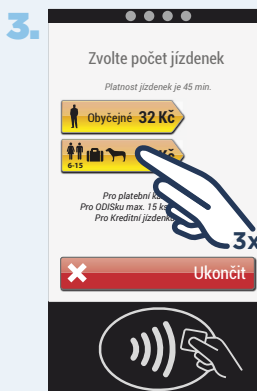 3.
Zvolte počet jízdenek
Platnost jízdenek je 45 min.
Obyčejné 32 Kč
Kč
6-15
Pro platební
Pro ODISku max. 15
Pro Kreditní
3x
Ukončit